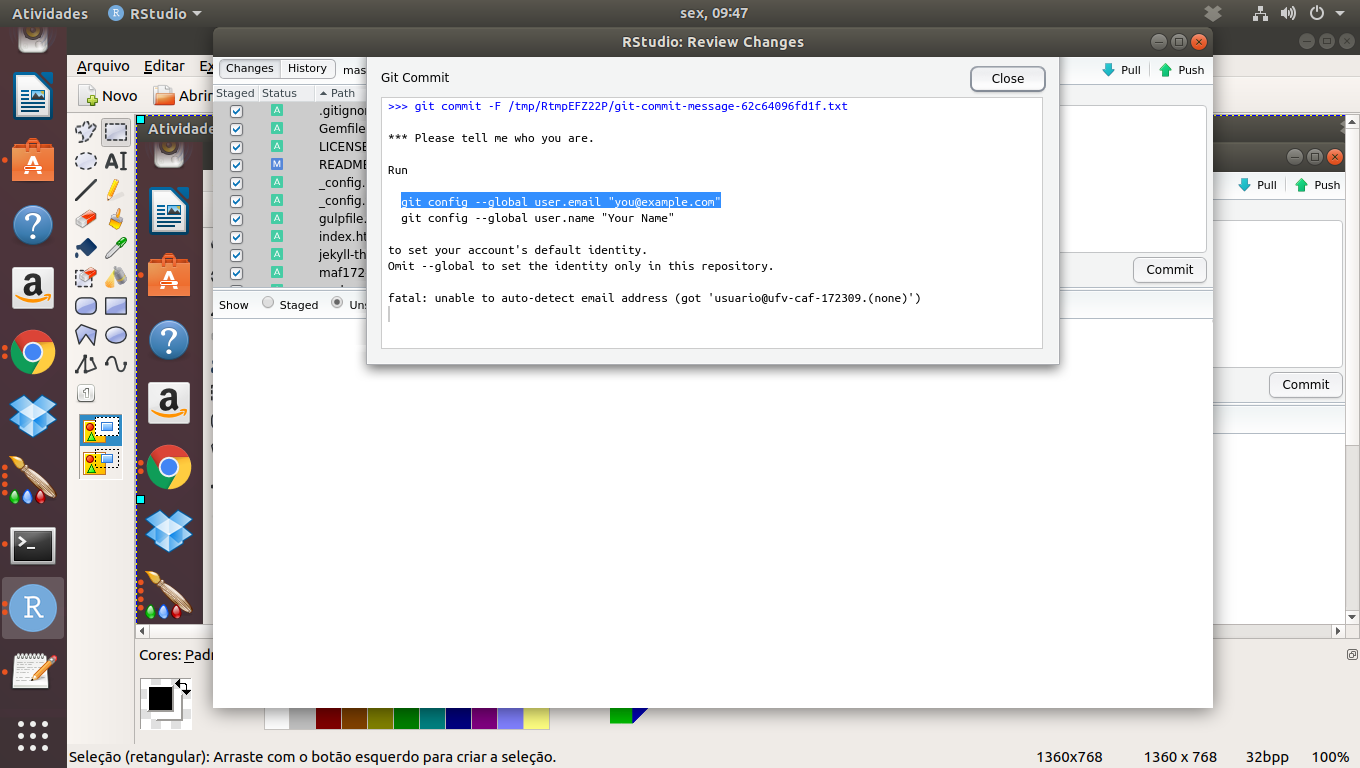 Atividades RStudio sex, 09:47
RStudio: Review Changes
Arquivo Editar
Novo Abrir
Changes History
Pull Push
Git Commit
Close
Staged Status Path
>>> git commit -F /tmp/RtmpEFZ22P/git-commit-message-62c64096fd1f.txt
*** Please tell me who you are.
Run
git config --global user.email "you@example.com"
git config --global user.name "Your Name"
to set your account's default identity.
Omit --global to set the identity only in this repository.
fatal: unable to auto-detect email address (got 'usuario@ufv-caf-172309.(none)')
A .gitignor
A Gemfile
A LICENSE
M README
A _config.
A _config.
A gulpfile.
A index.ht
A jekyll-th
A maf172
Show Staged Uns
Commit
Atividade
Pull Push
Commit
Cores: Padr
Seleção (retangular): Arraste com o botão esquerdo para criar a seleção.
1360x768 1360 x 768 32bpp 100%